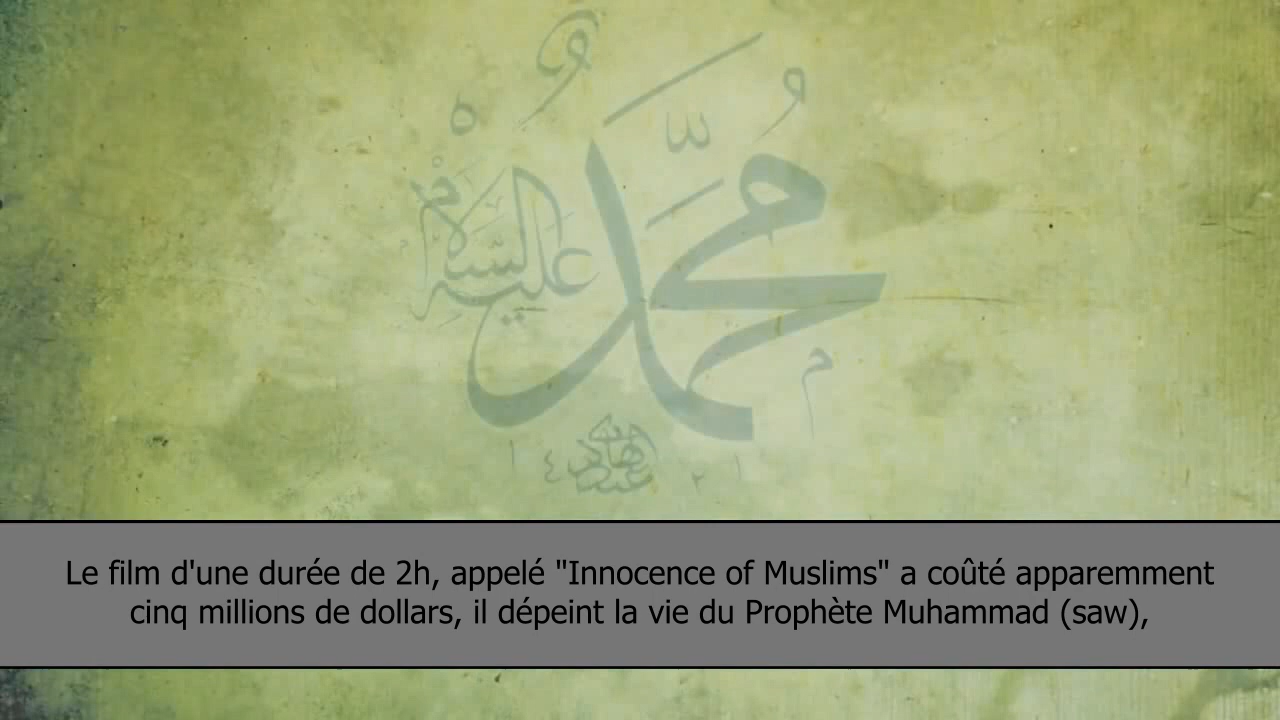 محمد
عليه السلام
Le film d'une durée de 2h, appelé "Innocence of Muslims" a coûté apparemment
cinq millions de dollars, il dépeint la vie du Prophète Muhammad (saw),